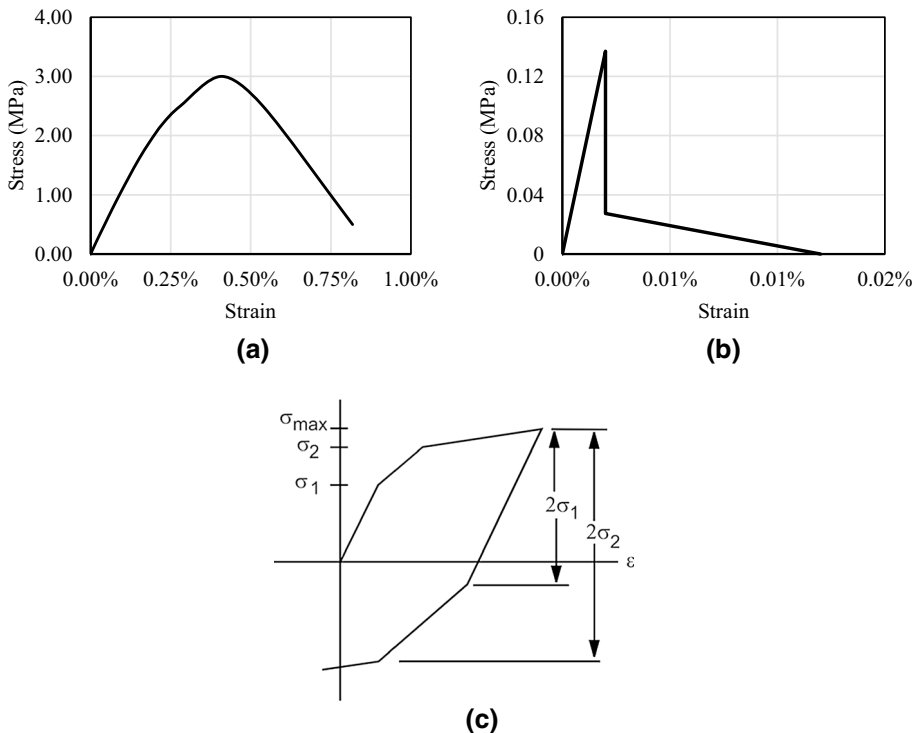 4.00
3.00
2.00
1.00
0.00
Stress (MPa)
0.00% 0.25% 0.50% 0.75% 1.00%
Strain
(a)
0.16
0.12
0.08
0.04
0
Stress (MPa)
0.00% 0.01% 0.01% 0.02%
Strain
(b)
σmax
σ2
σ1
2σ1
2σ2
ε
(c)